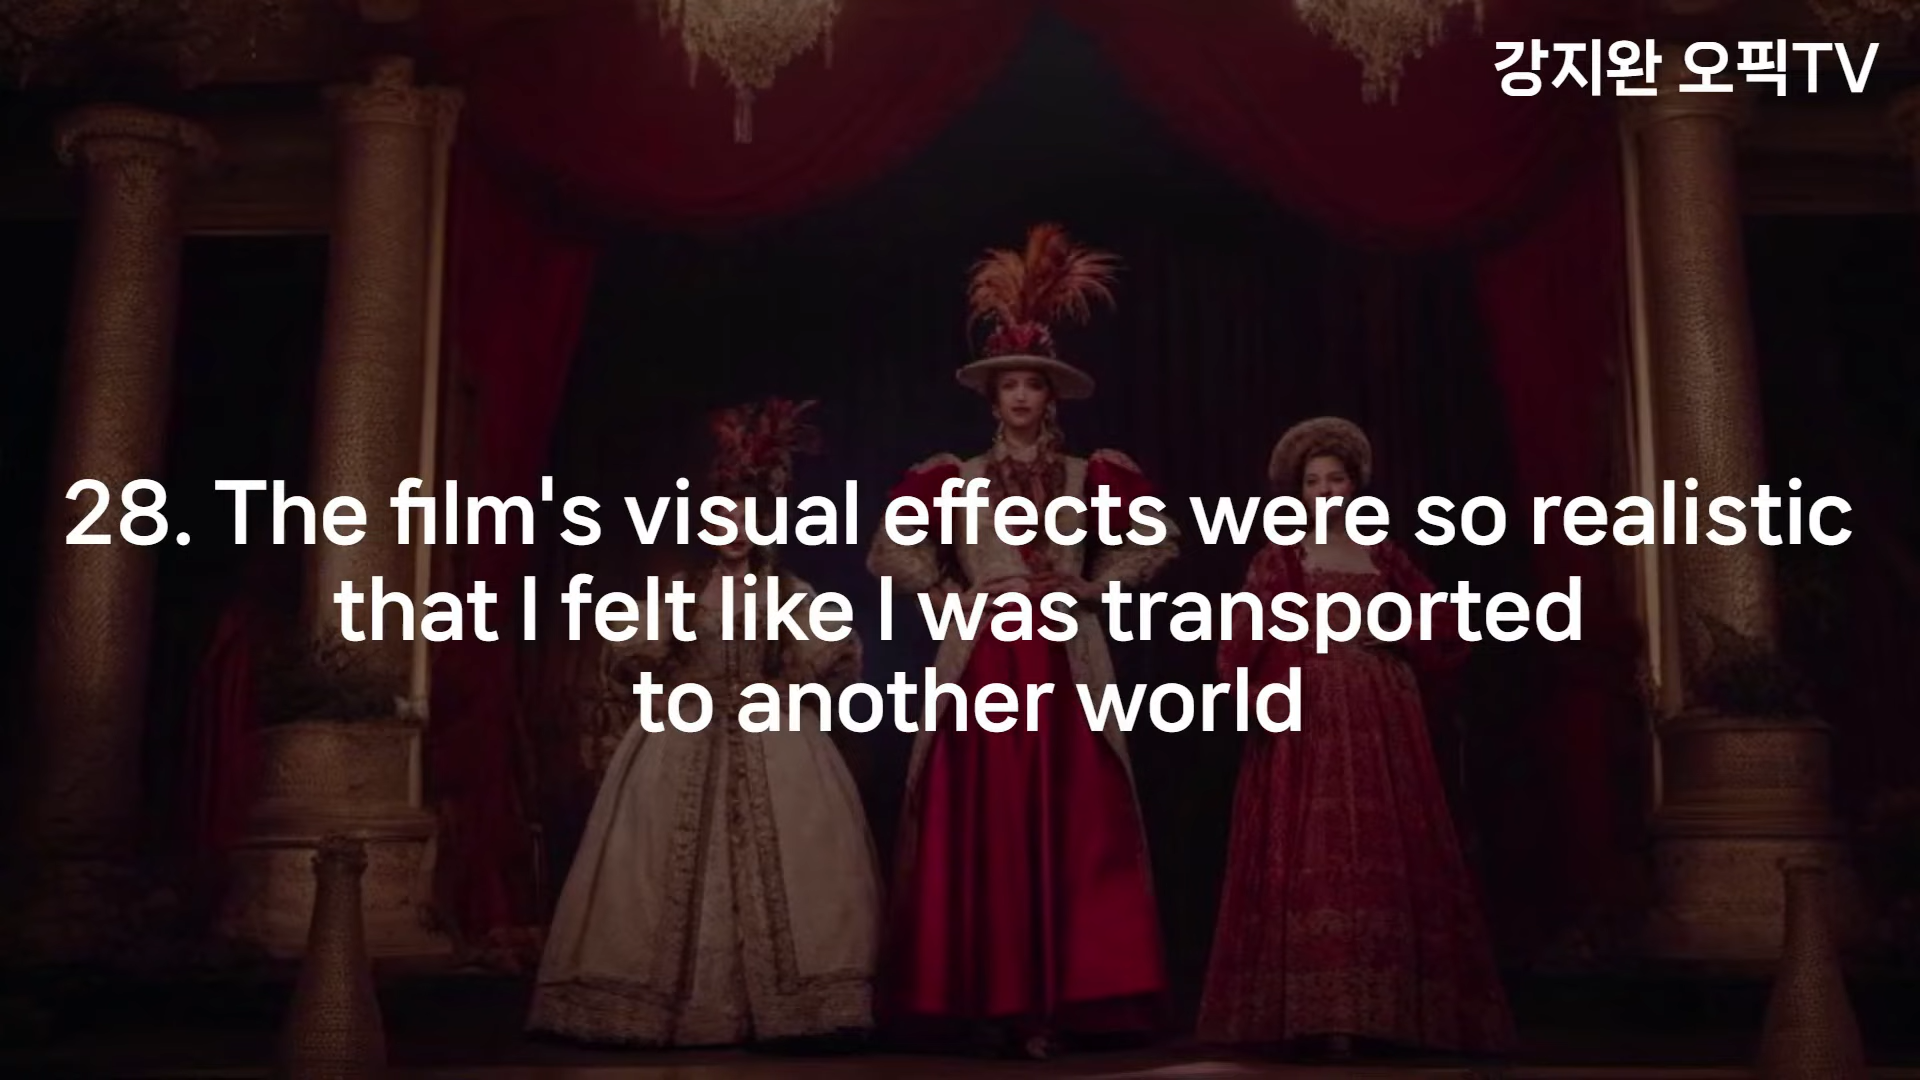 강지완 오픽TV
28. The film's visual effects were so realistic
that I felt like I was transported
to another world